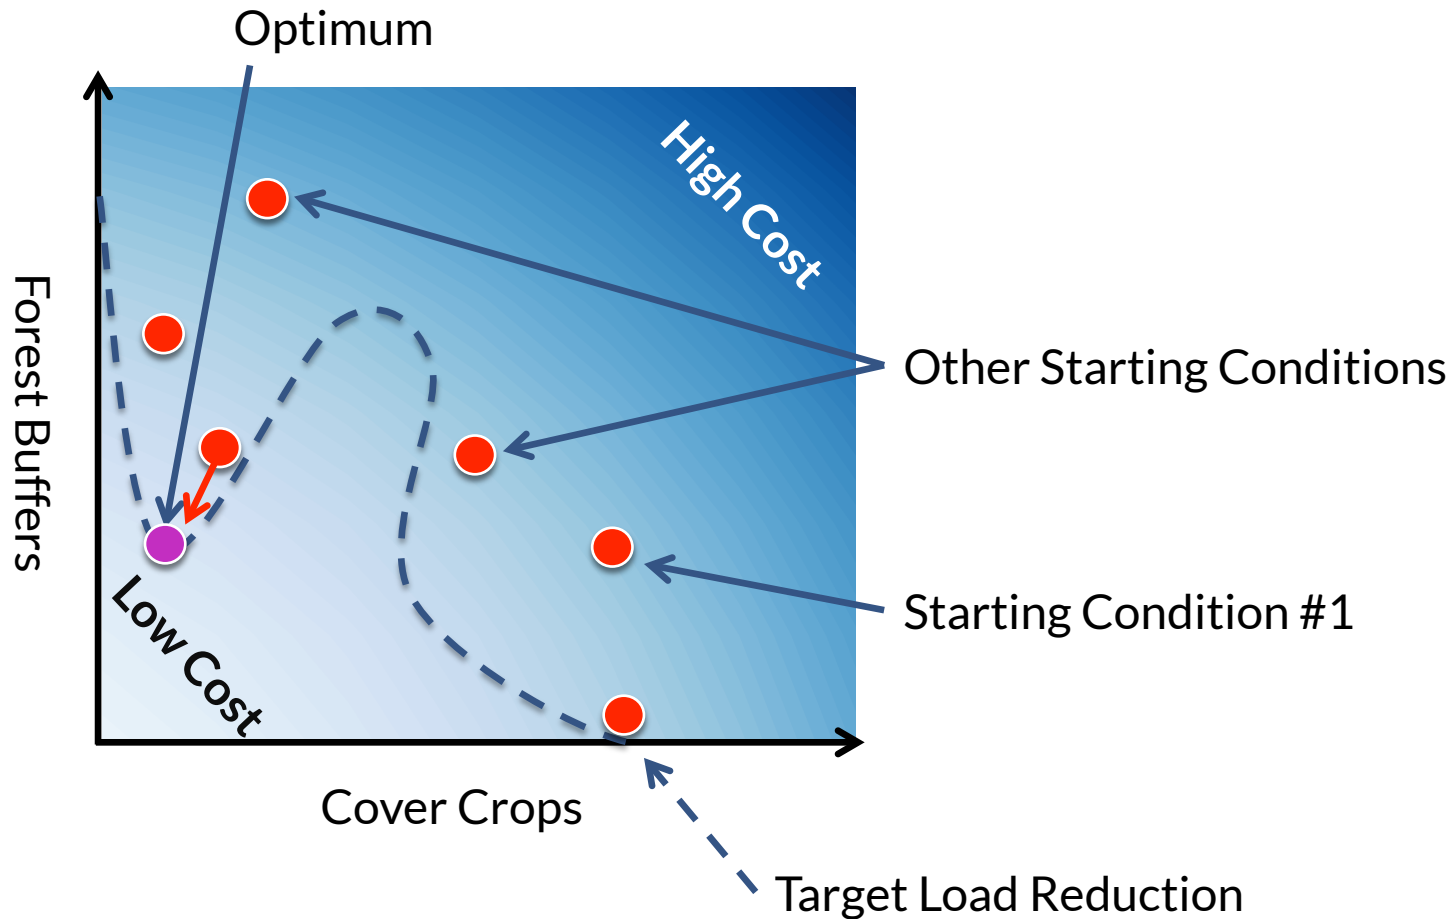 Optimum
High Cost
Other Starting Conditions
Forest Buffers
Starting Condition #1
Low Cost
Cover Crops
Target Load Reduction